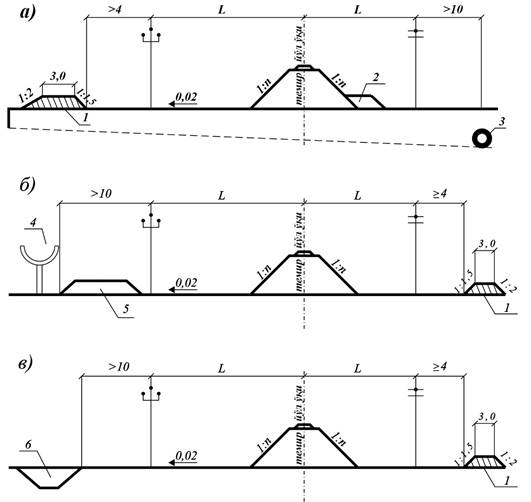 а)
>4 L L >10
3,0
1:2 1:1,5 1
0,02
1:n 1:n
темир йўл ўқи
2
3
б)
>10 L L ≥4
4
3,0
0,02
1:n 1:n
темир йўл ўқи
1:1,5 1:2
5 1
в)
>10 L L ≥4
6
3,0
0,02
1:n 1:n
темир йўл ўқи
1:1,5 1:2
1